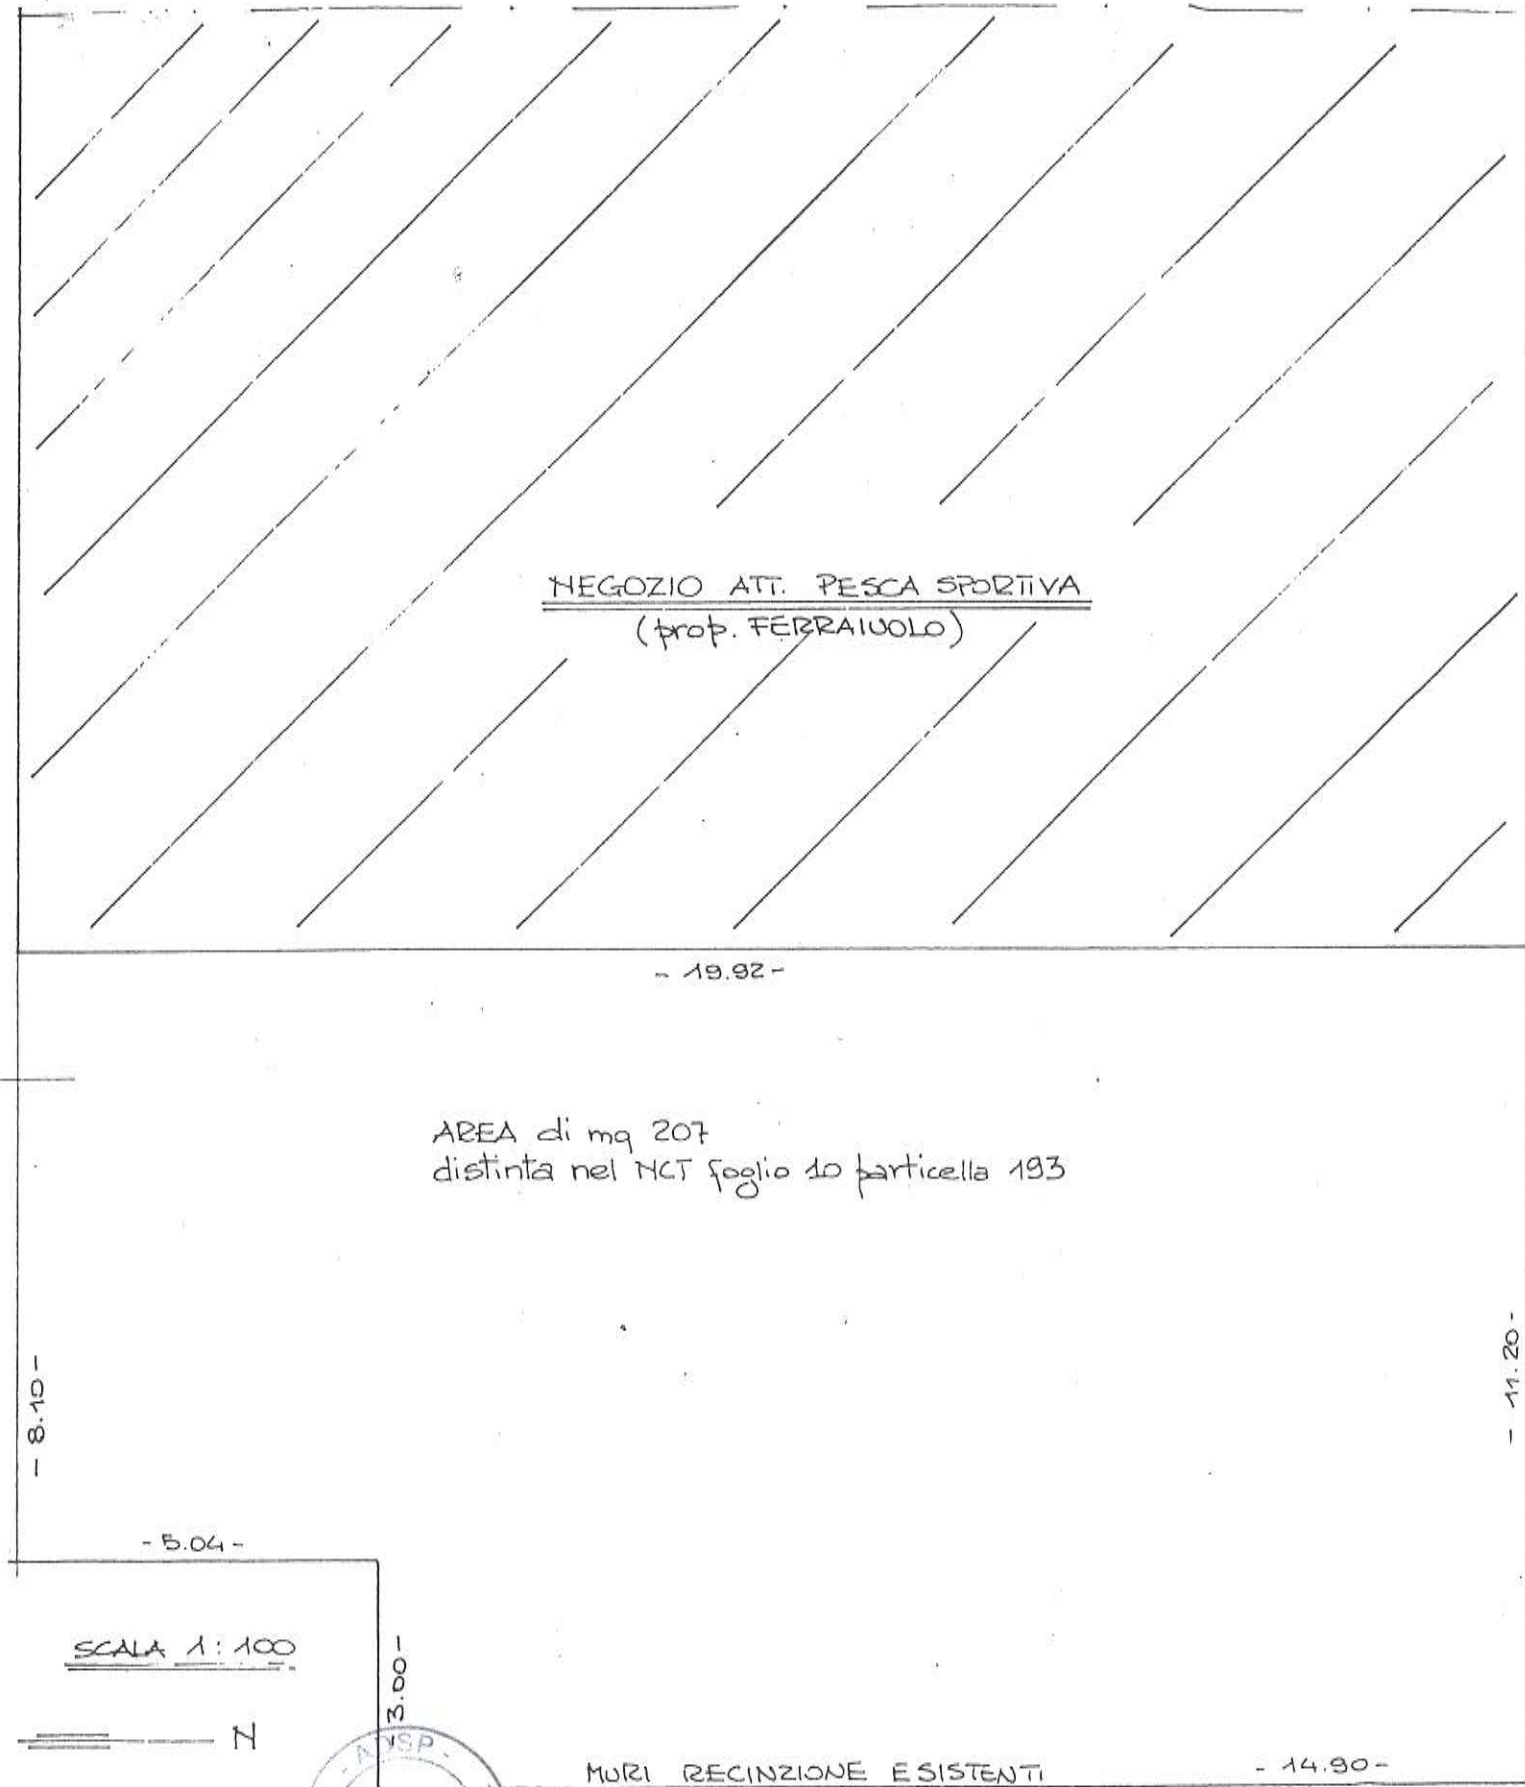 NEGOZIO ATT. PESCA SPORTIVA
(prop. FERRAIUOLO)
- 19.92 -
AREA di mq 207
distinta nel NCT foglio 10 particella 193
- 8.10 -
- 11.20 -
- 5.04 -
SCALA 1:100
3.00 -
N
- ADSP -
MURI RECINZIONE ESISTENTI
- 14.90 -